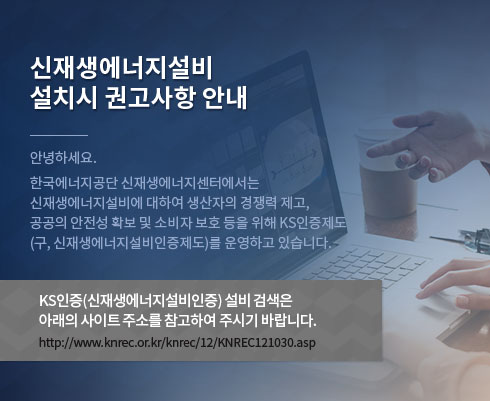 신재생에너지설비
설치시 권고사항 안내
안녕하세요.
한국에너지공단 신재생에너지센터에서는
신재생에너지설비에 대하여 생산자의 경쟁력 제고,
공공의 안전성 확보 및 소비자 보호 등을 위해 KS인증제도
(구, 신재생에너지설비인증제도)를 운영하고 있습니다.
KS인증(신재생에너지설비인증) 설비 검색은
아래의 사이트 주소를 참고하여 주시기 바랍니다.
http://www.knrec.or.kr/knrec/12/KNREC121030.asp